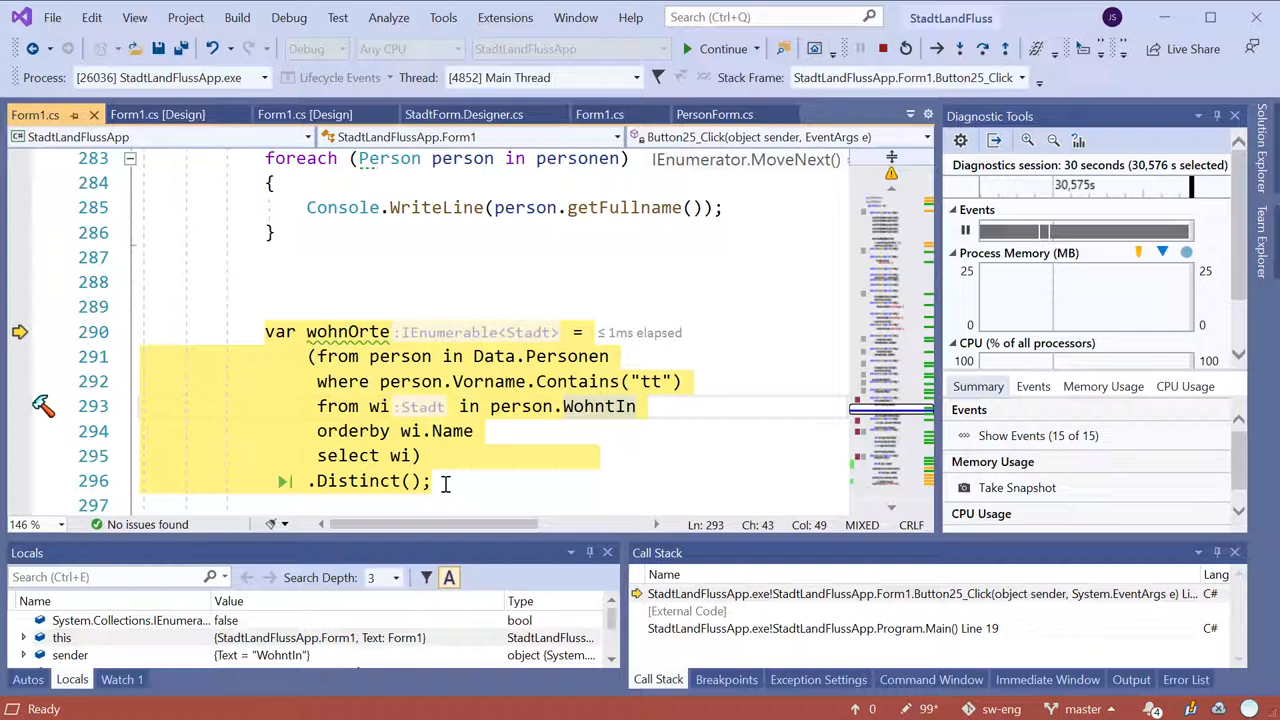 File Edit View Project Build Debug Test Analyze Tools Extensions Window Help Search (Ctrl+Q) StadtLandFluss JS
Debug Any CPU StadtLandFlussApp Continue Live Share
Process: [26036] StadtLandFlussApp.exe Lifecycle Events Thread: [4852] Main Thread Stack Frame: StadtLandFlussApp.Form1.Button25_Click
Form1.cs Form1.cs [Design] Form1.cs [Design] StadtForm.Designer.cs Form1.cs PersonForm.cs
StadtLandFlussApp StadtLandFlussApp.Form1 Button25_Click(object sender, EventArgs e)
283 foreach (Person person in personen) IEnumerator.MoveNext()
284 {
285 Console.WriteLine(person.getFullname());
286 }
287
288
289
290 var wohnOrte :IEnumerable<Stadt> = ≤1ms elapsed
291 (from person in Data.Personen
292 where person.Vorname.Contains("tt")
293 from wi :Stadt in person.WohntIn
294 orderby wi.Name
295 select wi)
296 .Distinct();
297
146 % No issues found Ln: 293 Ch: 43 Col: 49 MIXED CRLF
Diagnostic Tools
Diagnostics session: 30 seconds (30,576 s selected)
30,575s
Events
Process Memory (MB)
25 25
0 0
CPU (% of all processors)
100 100
Summary Events Memory Usage CPU Usage
Events
Show Events (15 of 15)
Memory Usage
Take Snapshot
CPU Usage
Solution Explorer
Team Explorer
Locals
Search (Ctrl+E) Search Depth: 3 A
Name Value Type
System.Collections.IEnumera... false bool
this {StadtLandFlussApp.Form1, Text: Form1} StadtLandFluss...
sender {Text = "WohntIn"} object {System....
Autos Locals Watch 1
Call Stack
Name Lang
StadtLandFlussApp.exe!StadtLandFlussApp.Form1.Button25_Click(object sender, System.EventArgs e) Li... C#
[External Code]
StadtLandFlussApp.exe!StadtLandFlussApp.Program.Main() Line 19 C#
Call Stack Breakpoints Exception Settings Command Window Immediate Window Output Error List
Ready 0 99* sw-eng master 4